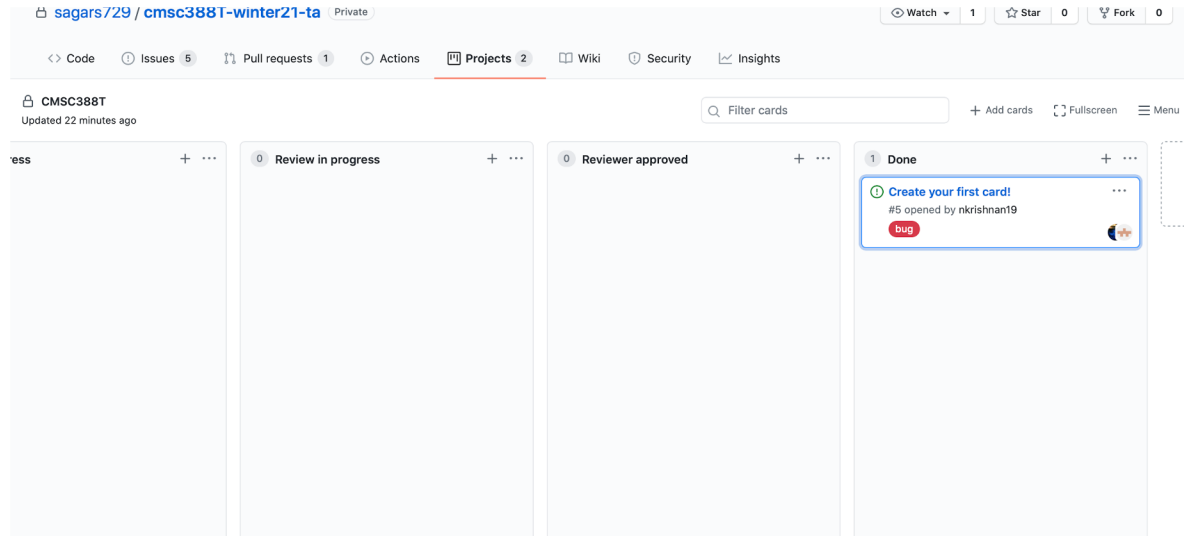 sagars729 / cmsc388T-winter21-ta Private
Watch 1 Star 0 Fork 0
Code Issues 5 Pull requests 1 Actions Projects 2 Wiki Security Insights
CMSC388T
Updated 22 minutes ago
Filter cards
+ Add cards Fullscreen Menu
ress + ...
0 Review in progress + ...
0 Reviewer approved + ...
1 Done + ...
Create your first card! ...
#5 opened by nkrishnan19
bug